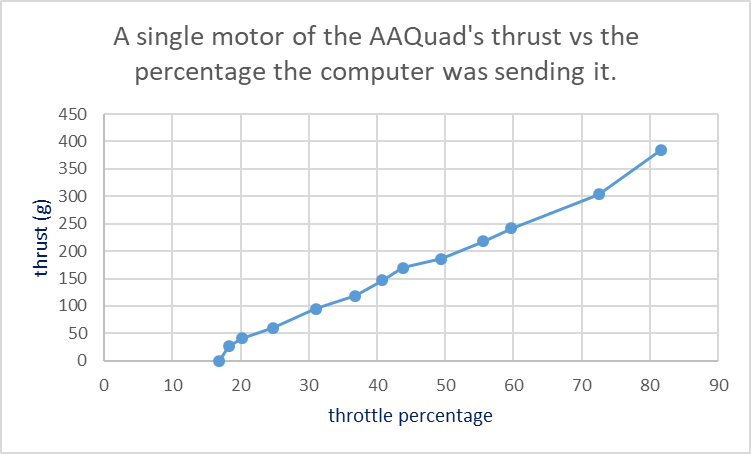 A single motor of the AAQuad's thrust vs the
percentage the computer was sending it.
450
400
350
300
250
200
150
100
50
0
thrust (g)
0 10 20 30 40 50 60 70 80 90
throttle percentage